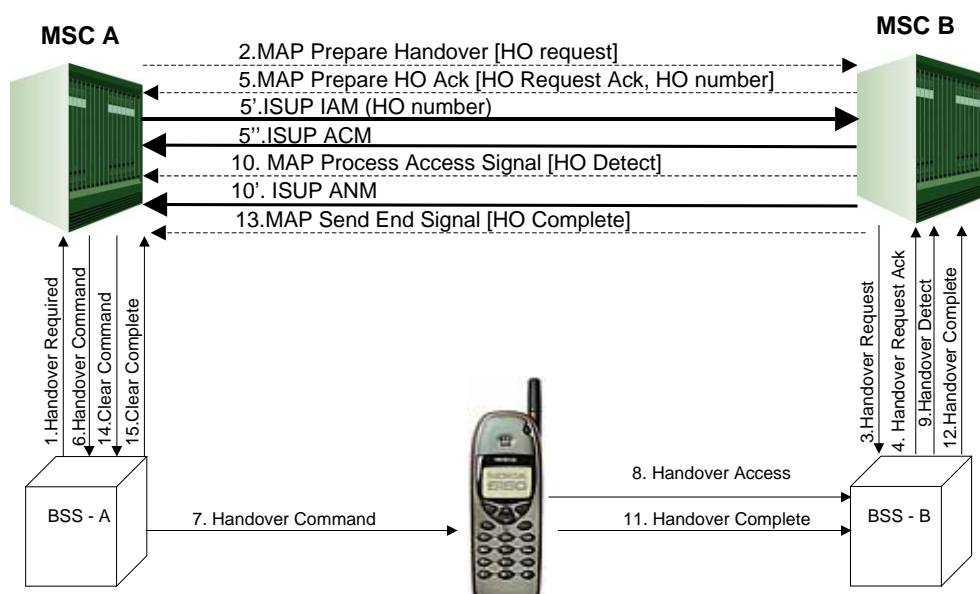 MSC A
MSC B
2.MAP Prepare Handover [HO request]
5.MAP Prepare HO Ack [HO Request Ack, HO number]
5'.ISUP IAM (HO number)
5''.ISUP ACM
10. MAP Process Access Signal [HO Detect]
10'. ISUP ANM
13.MAP Send End Signal [HO Complete]
1.Handover Required
6.Handover Command
14.Clear Command
15.Clear Complete
3.Handover Request
4. Handover Request Ack
9.Handover Detect
12.Handover Complete
BSS - A
7. Handover Command
8. Handover Access
11. Handover Complete
BSS - B